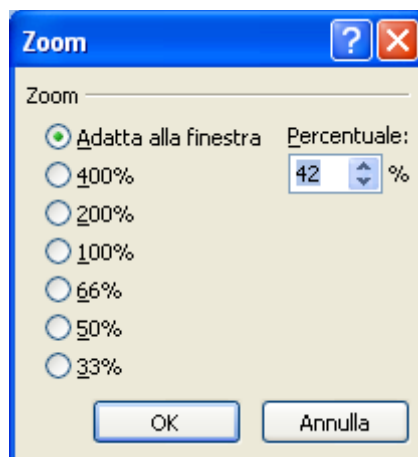 Zoom
?
Zoom
Adatta alla finestra
Percentuale:
400%
42 %
200%
100%
66%
50%
33%
OK
Annulla